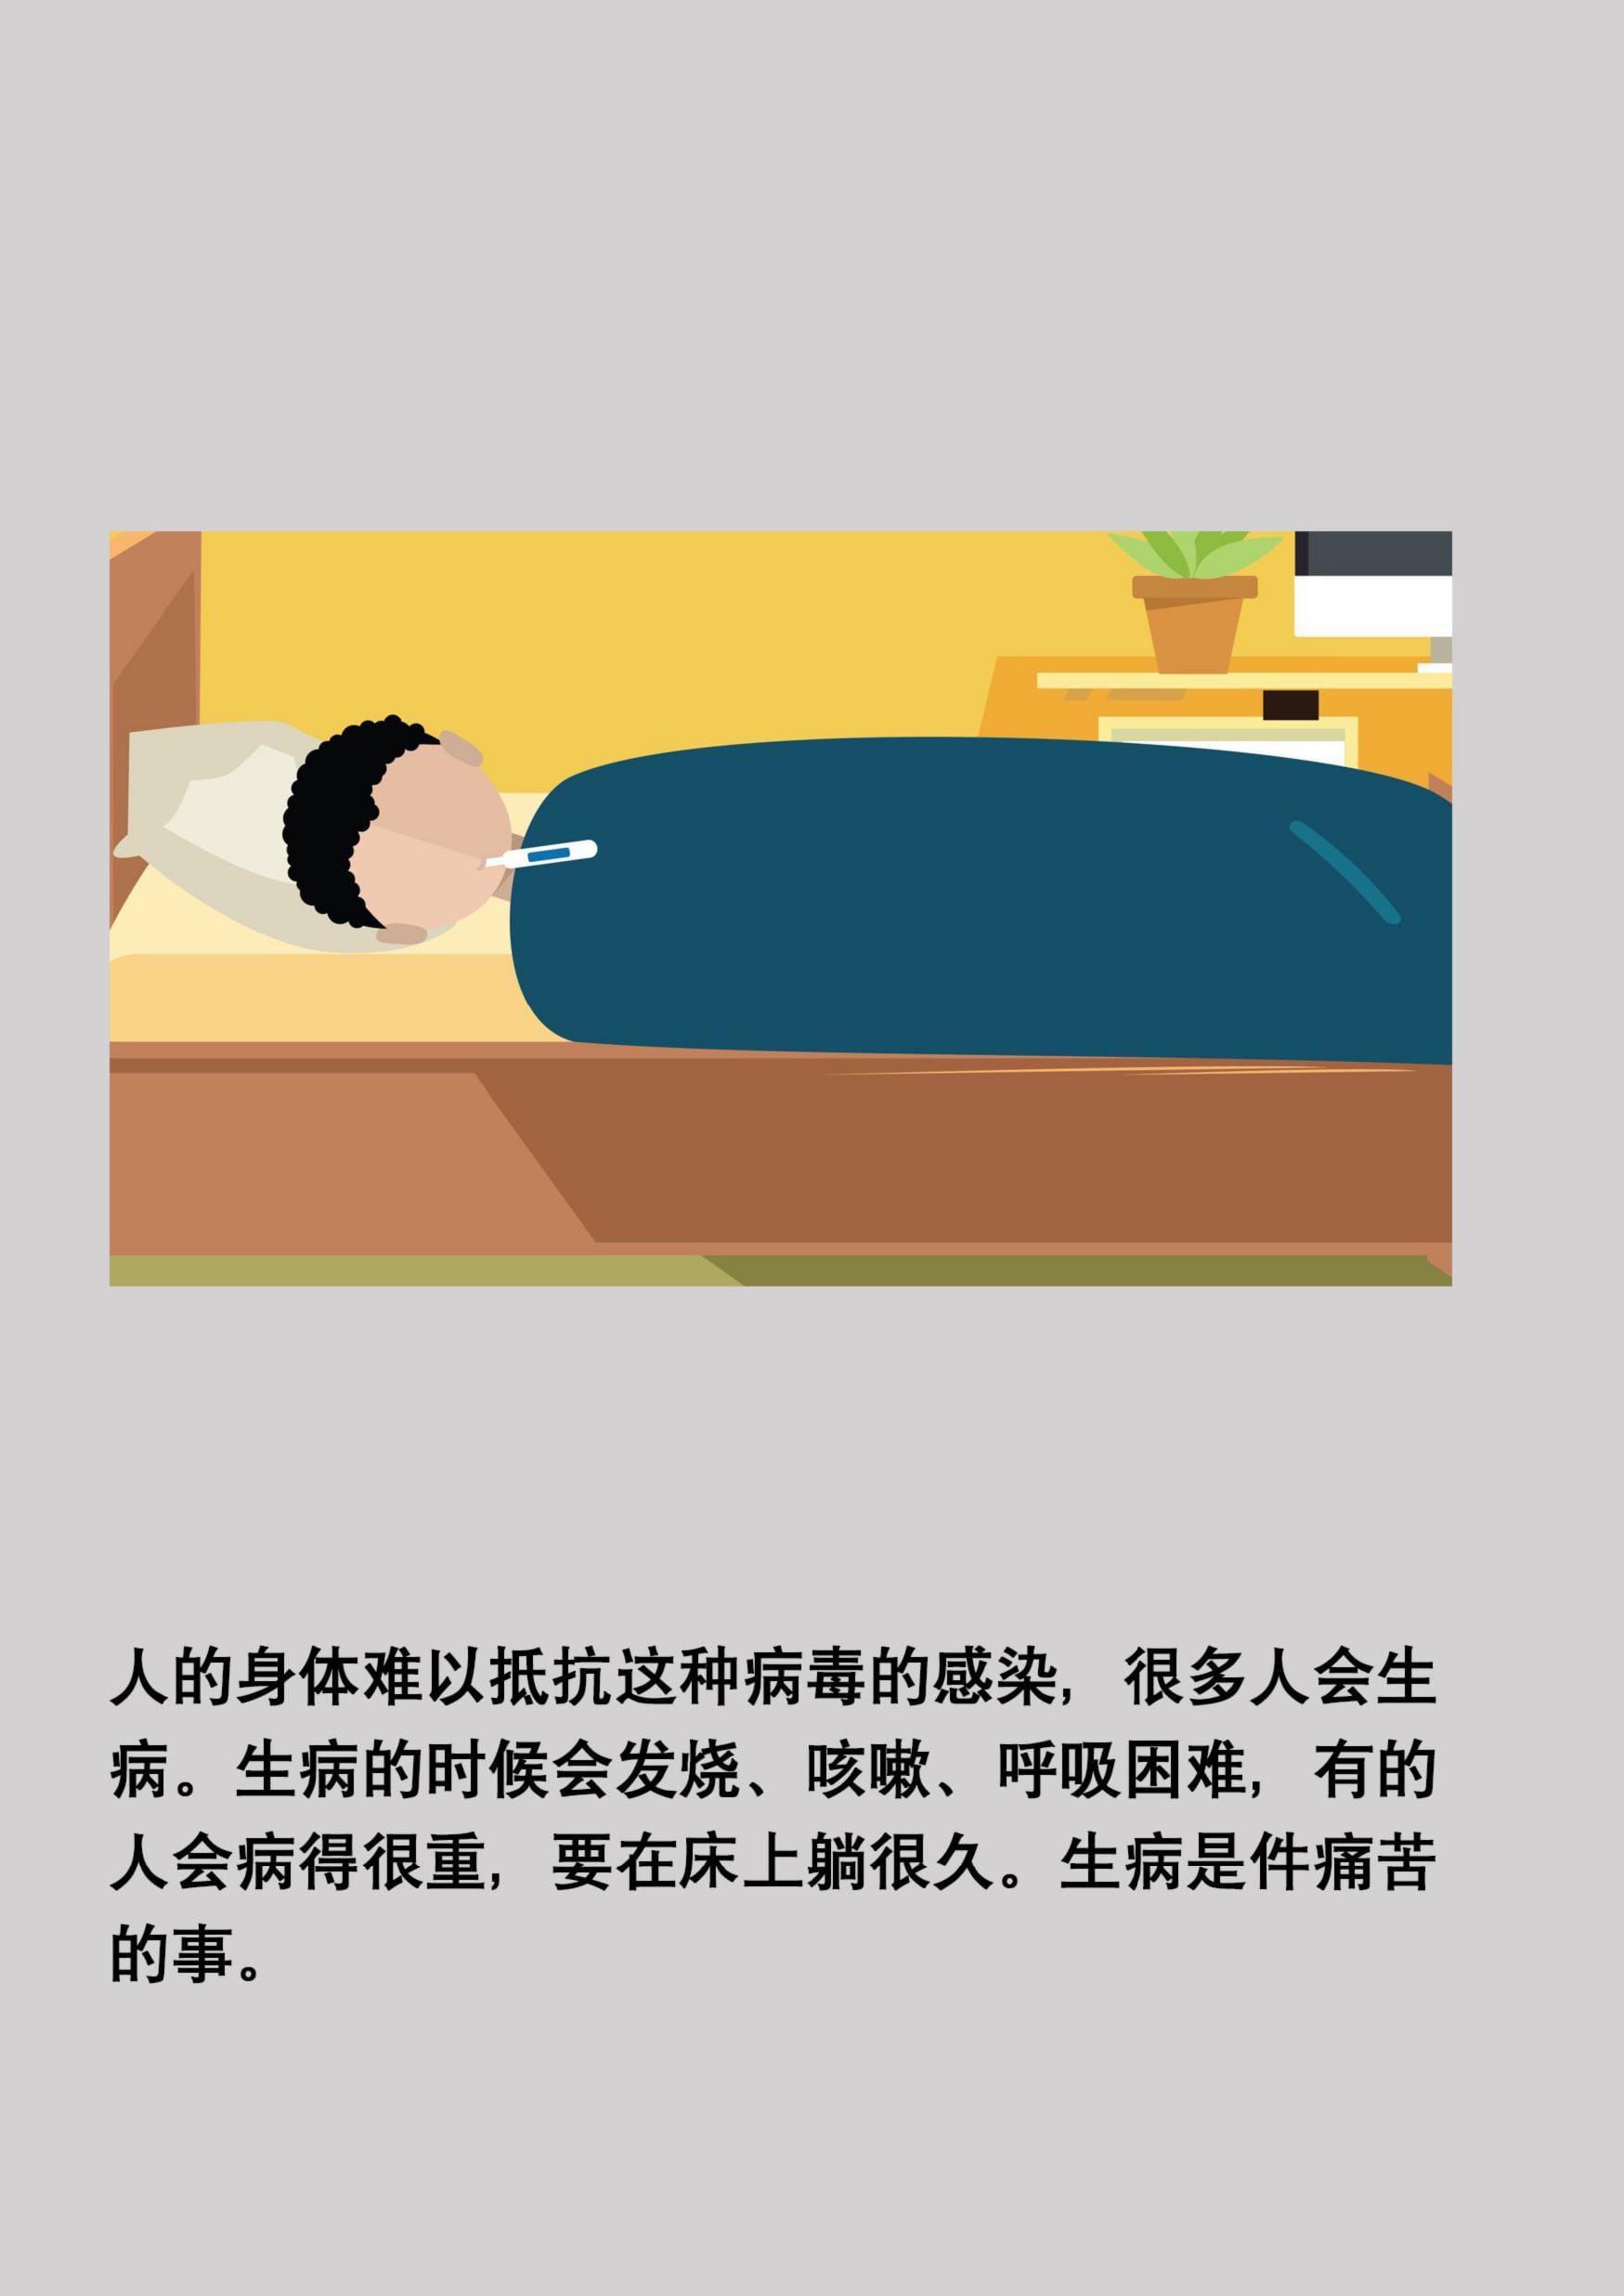 人的身体难以抵抗这种病毒的感染，很多人会生
病。生病的时候会发烧、咳嗽、呼吸困难，有的
人会病得很重，要在床上躺很久。生病是件痛苦
的事。